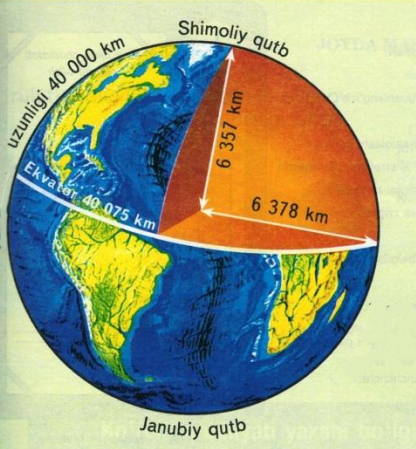 Shimoliy qutb
uzunligi 40 000 km
6 357 km
Ekvator 40 075 km
6 378 km
Janubiy qutb